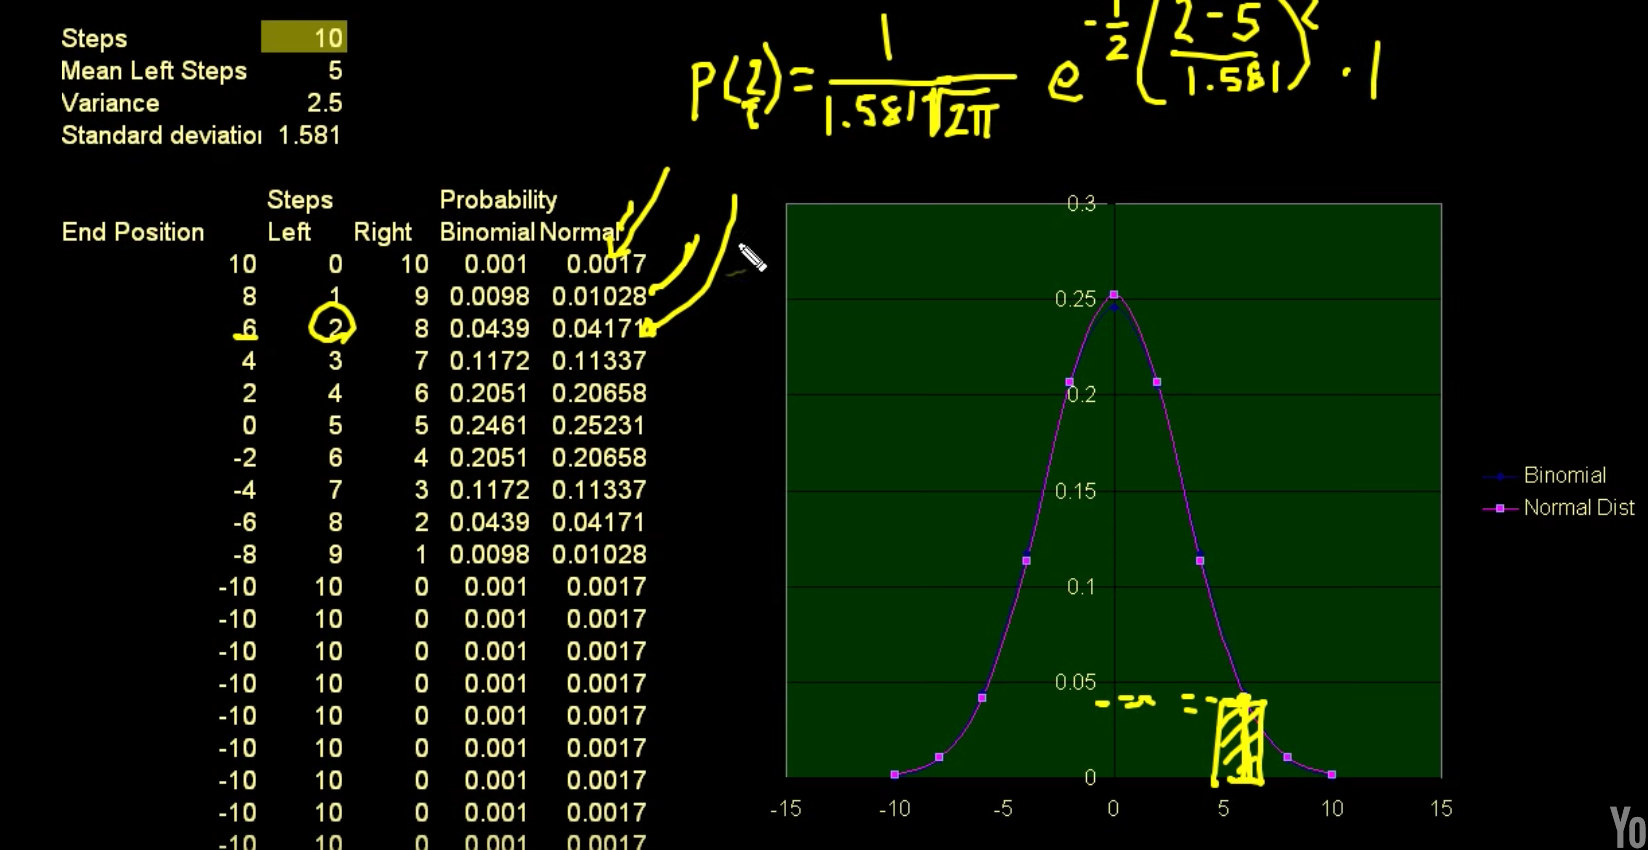 Steps 10
Mean Left Steps 5
Variance 2.5
Standard deviation 1.581
P(2) = 1 / 1.581√2π e^-1/2 (2-5 / 1.581)^2 · 1
Steps Probability
End Position Left Right Binomial Normal
10 0 10 0.001 0.0017
8 1 9 0.0098 0.01028
6 2 8 0.0439 0.04171
4 3 7 0.1172 0.11337
2 4 6 0.2051 0.20658
0 5 5 0.2461 0.25231
-2 6 4 0.2051 0.20658
-4 7 3 0.1172 0.11337
-6 8 2 0.0439 0.04171
-8 9 1 0.0098 0.01028
-10 10 0 0.001 0.0017
-10 10 0 0.001 0.0017
-10 10 0 0.001 0.0017
-10 10 0 0.001 0.0017
-10 10 0 0.001 0.0017
-10 10 0 0.001 0.0017
-10 10 0 0.001 0.0017
-10 10 0 0.001 0.0017
-10 10 0 0.001 0.0017
0.3
0.25
0.2
0.15
0.1
0.05
0
-15 -10 -5 0 5 10 15
Binomial
Normal Dist
Yo